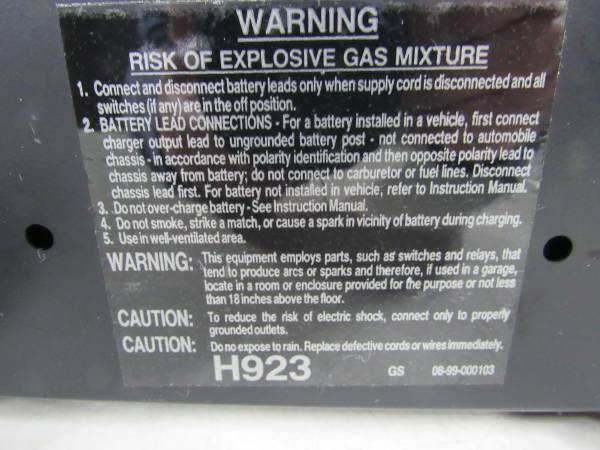 WARNING
RISK OF EXPLOSIVE GAS MIXTURE
1. Connect and disconnect battery leads only when supply cord is disconnected and all
switches (if any) are in the off position.
2. BATTERY LEAD CONNECTIONS - For a battery installed in a vehicle, first connect
charger output lead to ungrounded battery post - not connected to automobile
chassis - in accordance with polarity identification and then opposite polarity lead to
chassis away from battery; do not connect to carburetor or fuel lines. Disconnect
chassis lead first. For battery not installed in vehicle, refer to Instruction Manual.
3. Do not over-charge battery - See Instruction Manual.
4. Do not smoke, strike a match, or cause a spark in vicinity of battery during charging.
5. Use in well-ventilated area.
WARNING: This equipment employs parts, such as switches and relays, that
tend to produce arcs or sparks and therefore, if used in a garage,
locate in a room or enclosure provided for the purpose or not less
than 18 inches above the floor.
CAUTION: To reduce the risk of electric shock, connect only to properly
grounded outlets.
CAUTION: Do no expose to rain. Replace defective cords or wires immediately.
H923 GS 08-99-000103